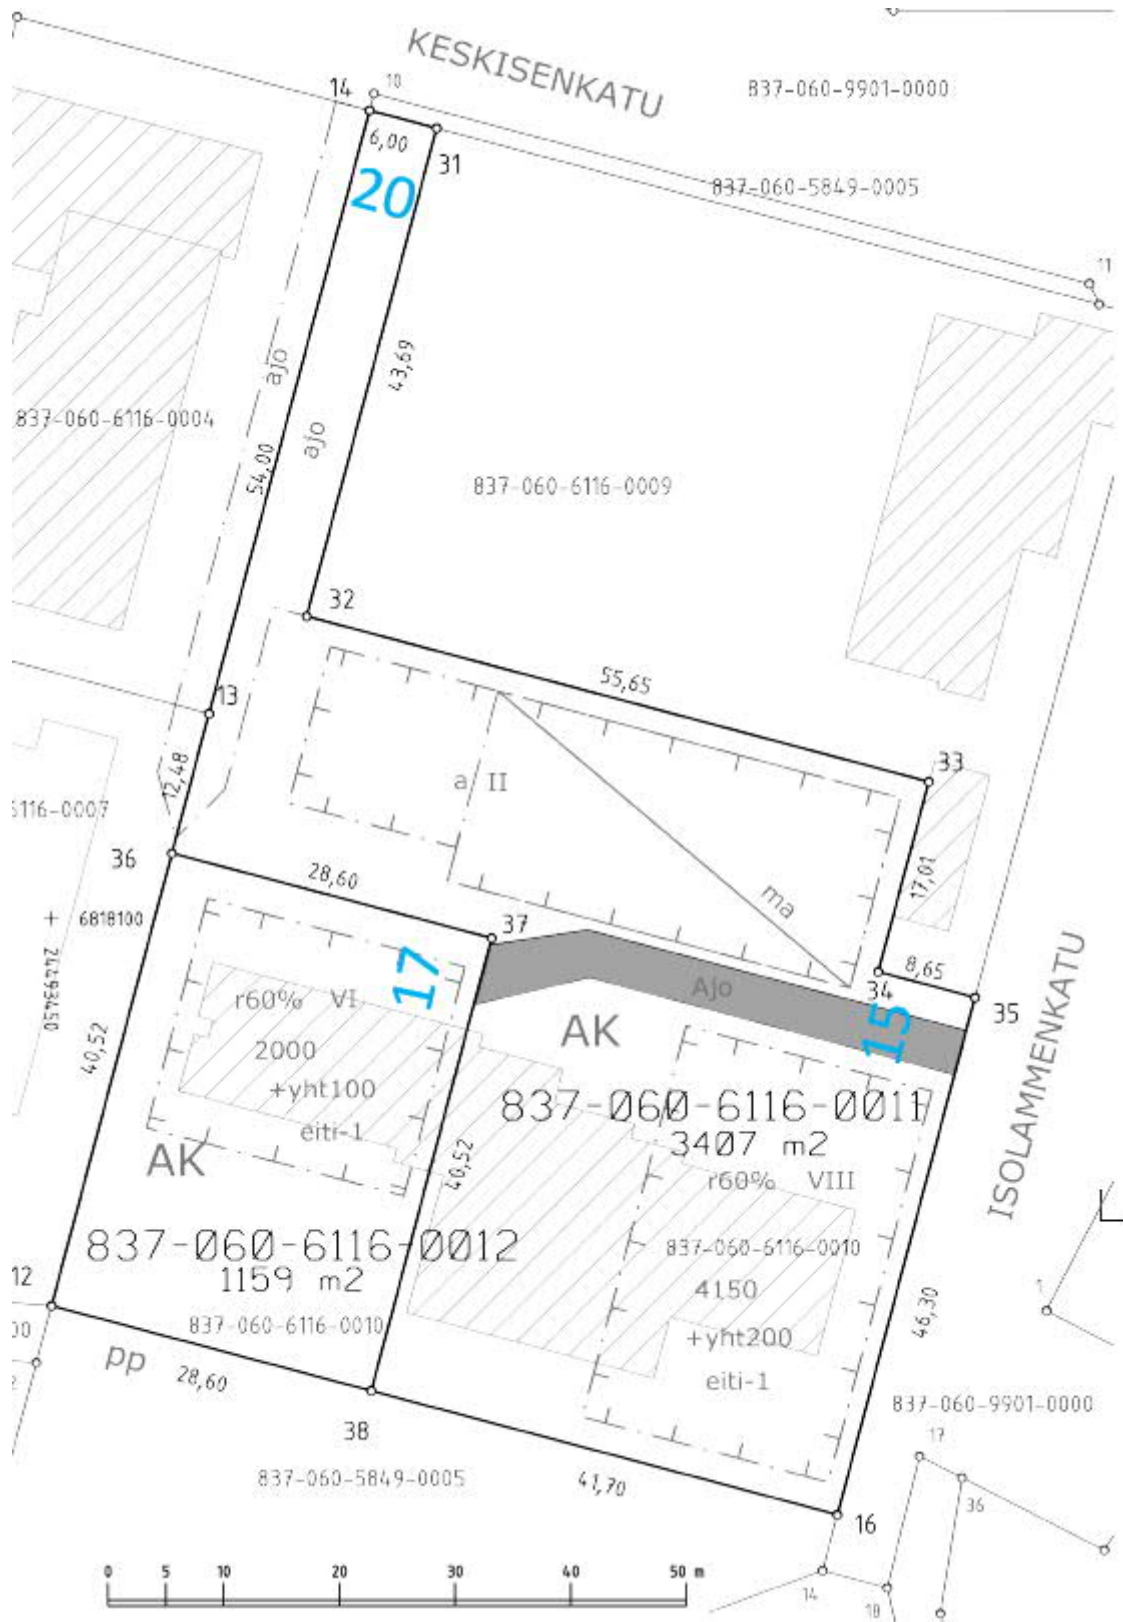 KESKISENKATU
14
10
837-060-9901-0000
6,00
31
20
837-060-5849-0005
11
43,69
ajo
ajo
837-060-6116-0004
54,00
837-060-6116-0009
32
55,65
13
33
12,48
a II
6116-0007
36
17,01
28,60
ma
+ 6818100
24493450
37
8,65
34
35
17
r60% VI
Ajo
15
AK
ISOLAMMENKATU
2000
+yht100
40,52
837-060-6116-0011
3407 m2
eiti-1
AK
40,52
r60% VIII
837-060-6116-0012
1159 m2
837-060-6116-0010
4150
12
00
837-060-6116-0010
+yht200
46,30
1
pp
28,60
eiti-1
2
837-060-9901-0000
38
17
837-060-5849-0005
41,70
36
16
0 5 10 20 30 40 50 m
14
18